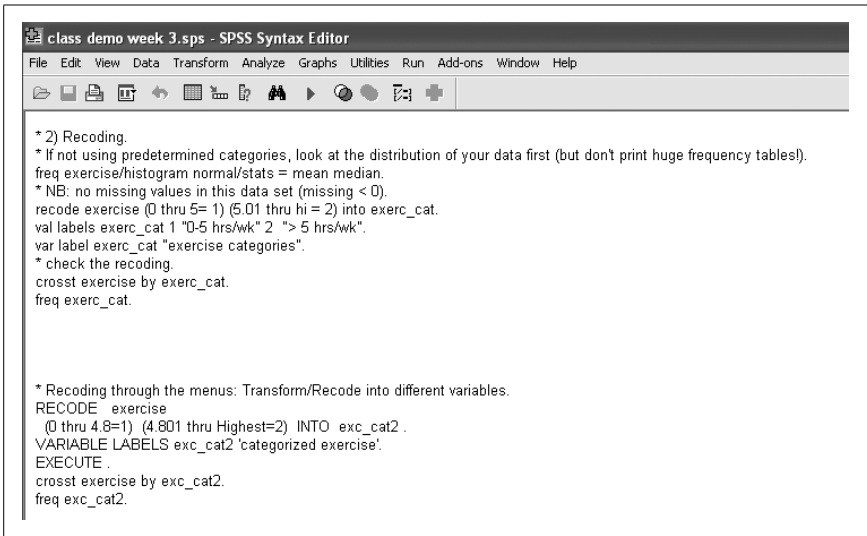 class demo week 3.sps - SPSS Syntax Editor
File Edit View Data Transform Analyze Graphs Utilities Run Add-ons Window Help
* 2) Recoding.
* If not using predetermined categories, look at the distribution of your data first (but don't print huge frequency tables!).
freq exercise/histogram normal/stats = mean median.
* NB: no missing values in this data set (missing < 0).
recode exercise (0 thru 5= 1) (5.01 thru hi = 2) into exerc_cat.
val labels exerc_cat 1 "0-5 hrs/wk" 2 "> 5 hrs/wk".
var label exerc_cat "exercise categories".
* check the recoding.
crosst exercise by exerc_cat.
freq exerc_cat.
* Recoding through the menus: Transform/Recode into different variables.
RECODE exercise
(0 thru 4.8=1) (4.801 thru Highest=2) INTO exc_cat2 .
VARIABLE LABELS exc_cat2 'categorized exercise'.
EXECUTE .
crosst exercise by exc_cat2.
freq exc_cat2.